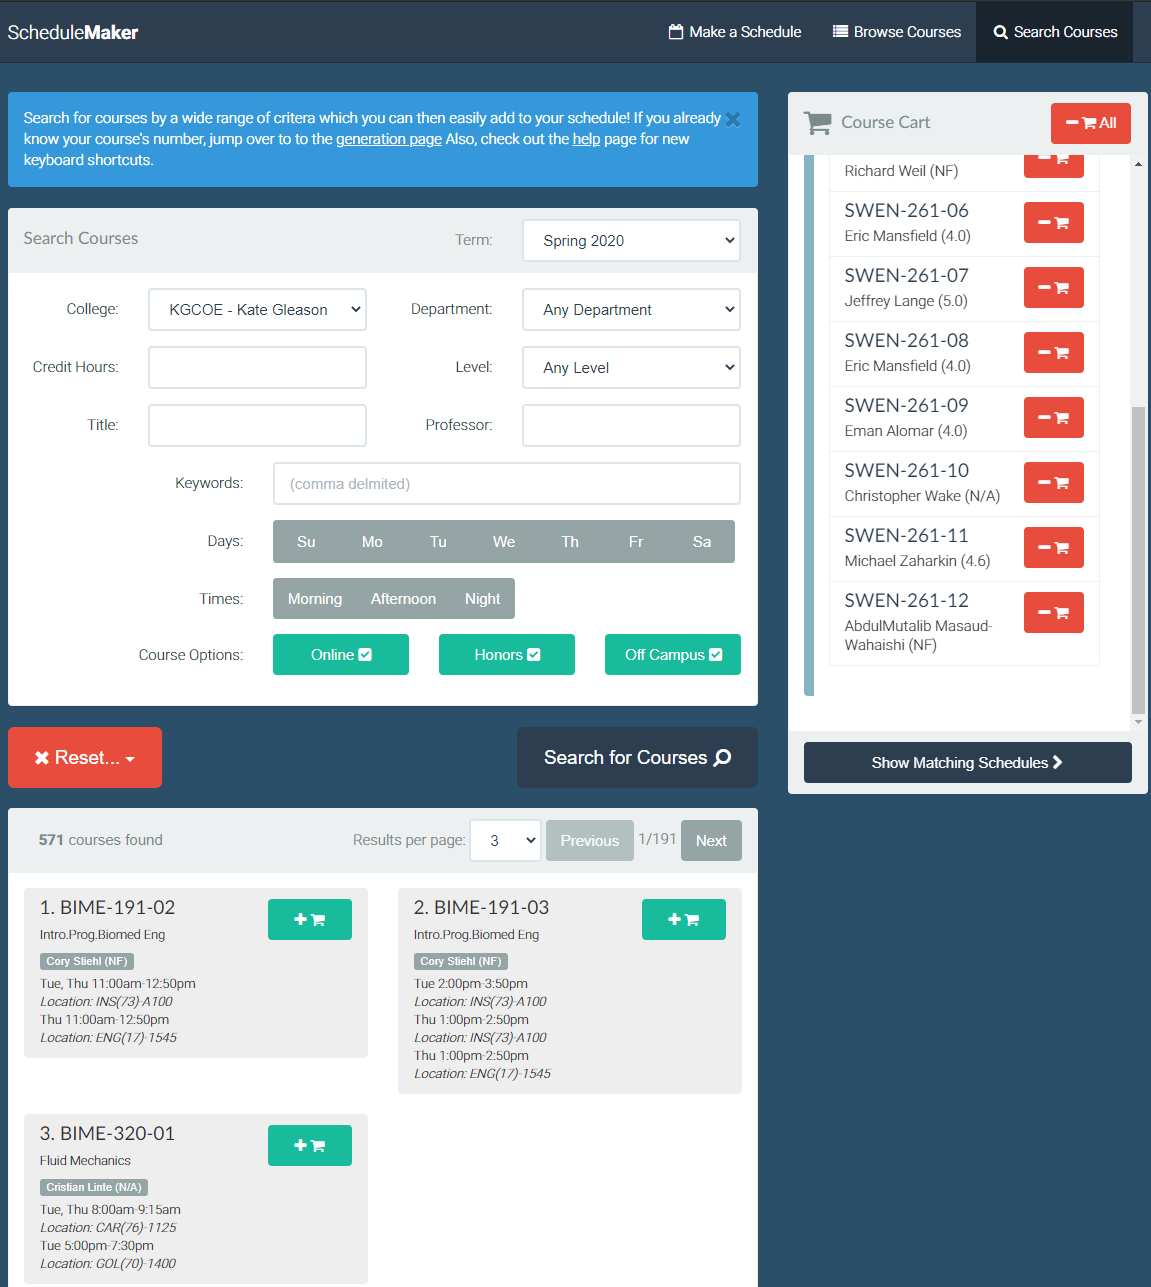 ScheduleMaker
Make a Schedule
Browse Courses
Search Courses
Search for courses by a wide range of critera which you can then easily add to your schedule! If you already
know your course's number, jump over to to the generation page Also, check out the help page for new
keyboard shortcuts.
Search Courses
Term:
Spring 2020
College:
KGCOE - Kate Gleason
Department:
Any Department
Credit Hours:
Level:
Any Level
Title:
Professor:
Keywords:
(comma delmited)
Days:
Su Mo Tu We Th Fr Sa
Times:
Morning Afternoon Night
Course Options:
Online
Honors
Off Campus
Reset...
Search for Courses
571 courses found
Results per page:
3
Previous
1/191
Next
1. BIME-191-02
Intro.Prog.Biomed Eng
Cory Stiehl (NF)
Tue, Thu 11:00am-12:50pm
Location: INS(73)-A100
Thu 11:00am-12:50pm
Location: ENG(17)-1545
2. BIME-191-03
Intro.Prog.Biomed Eng
Cory Stiehl (NF)
Tue 2:00pm-3:50pm
Location: INS(73)-A100
Thu 1:00pm-2:50pm
Location: INS(73)-A100
Thu 1:00pm-2:50pm
Location: ENG(17)-1545
3. BIME-320-01
Fluid Mechanics
Cristian Linte (N/A)
Tue, Thu 8:00am-9:15am
Location: CAR(76)-1125
Tue 5:00pm-7:30pm
Location: GOL(70)-1400
Course Cart
All
Richard Weil (NF)
SWEN-261-06
Eric Mansfield (4.0)
SWEN-261-07
Jeffrey Lange (5.0)
SWEN-261-08
Eric Mansfield (4.0)
SWEN-261-09
Eman Alomar (4.0)
SWEN-261-10
Christopher Wake (N/A)
SWEN-261-11
Michael Zaharkin (4.6)
SWEN-261-12
AbdulMutalib Masaud-
Wahaishi (NF)
Show Matching Schedules